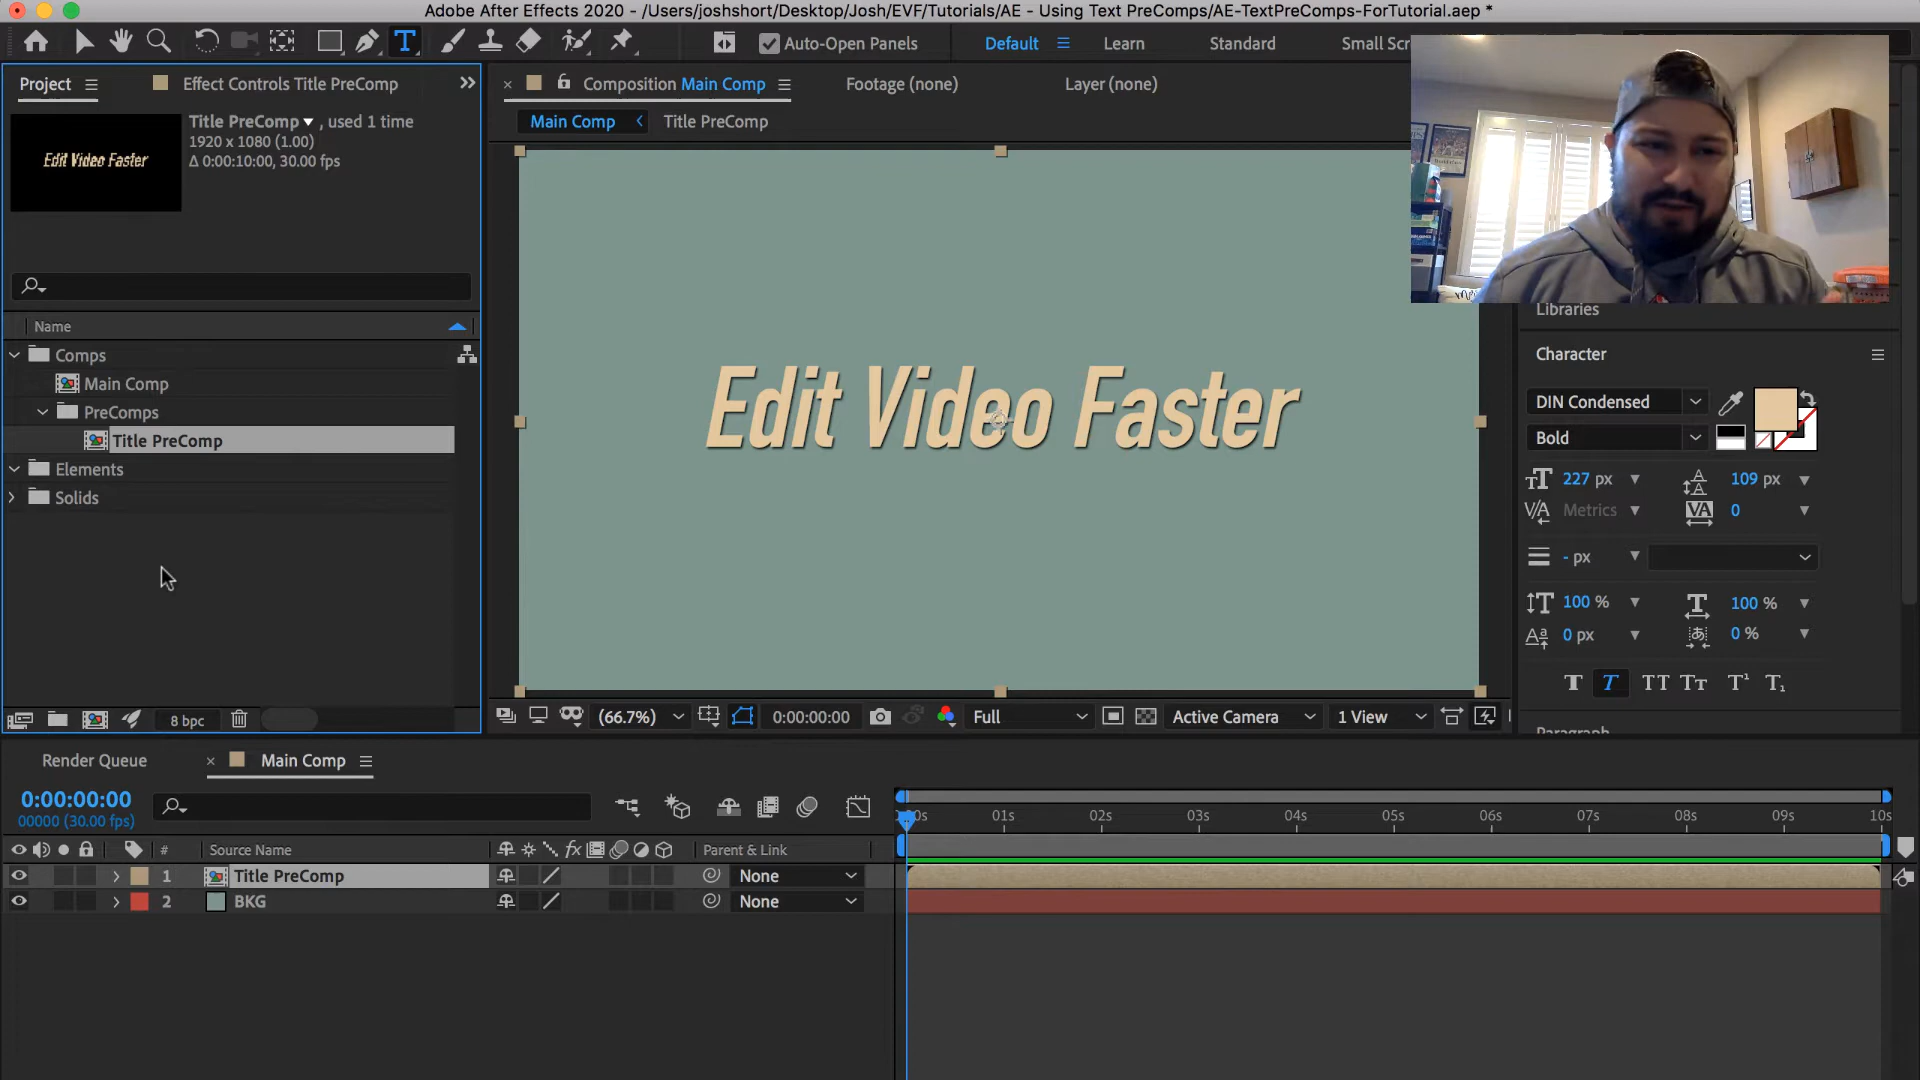 Adobe After Effects 2020 - /Users/joshshort/Desktop/Josh/EVF/Tutorials/AE - Using Text PreComps/AE-TextPreComps-ForTutorial.aep *
Auto-Open Panels
Default
Learn
Standard
Small Scr
Project
Effect Controls Title PreComp
Composition Main Comp
Footage (none)
Layer (none)
Title PreComp, used 1 time
1920 x 1080 (1.00)
Δ 0:00:10:00, 30.00 fps
Edit Video Faster
Main Comp
Title PreComp
Name
Comps
Main Comp
PreComps
Title PreComp
Elements
Solids
8 bpc
Edit Video Faster
(66.7%)
0:00:00:00
Full
Active Camera
1 View
Libraries
Character
DIN Condensed
Bold
227 px
109 px
Metrics
0
- px
100 %
100 %
0 px
0 %
Paragraph
Render Queue
Main Comp
0:00:00:00
00000 (30.00 fps)
# Source Name
Parent & Link
1 Title PreComp
None
2 BKG
None
00s 01s 02s 03s 04s 05s 06s 07s 08s 09s 10s